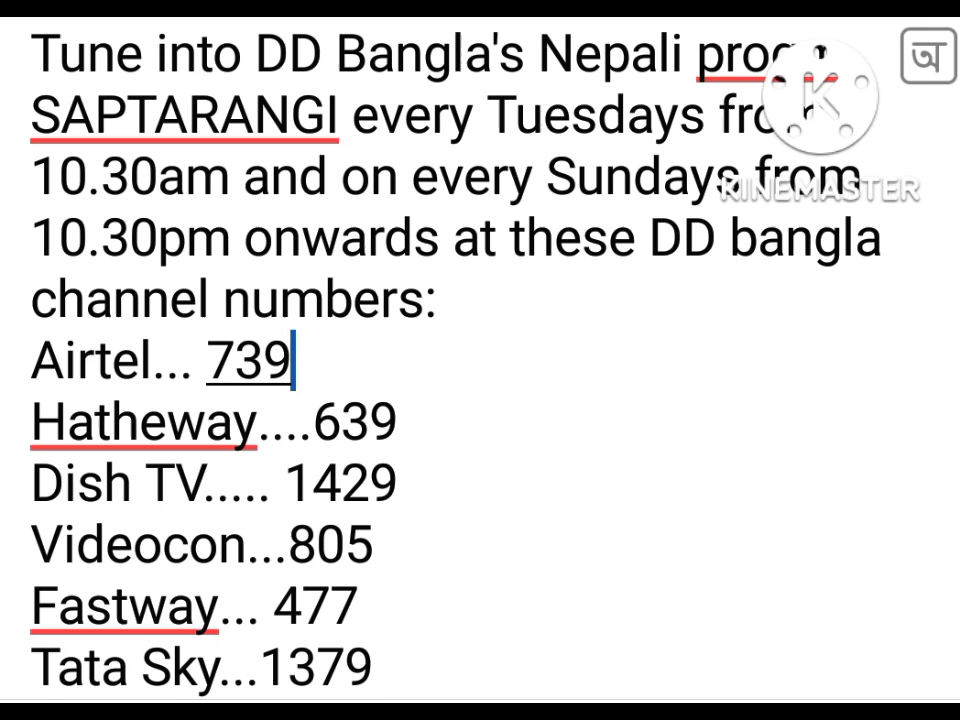 Tune into DD Bangla's Nepali
SAPTARANGI every Tuesdays from
10.30am and on every Sundays from
10.30pm onwards at these DD bangla
channel numbers:
Airtel... 739
Hatheway....639
Dish TV..... 1429
Videocon...805
Fastway... 477
Tata Sky...1379
অ
K
KINEMASTER